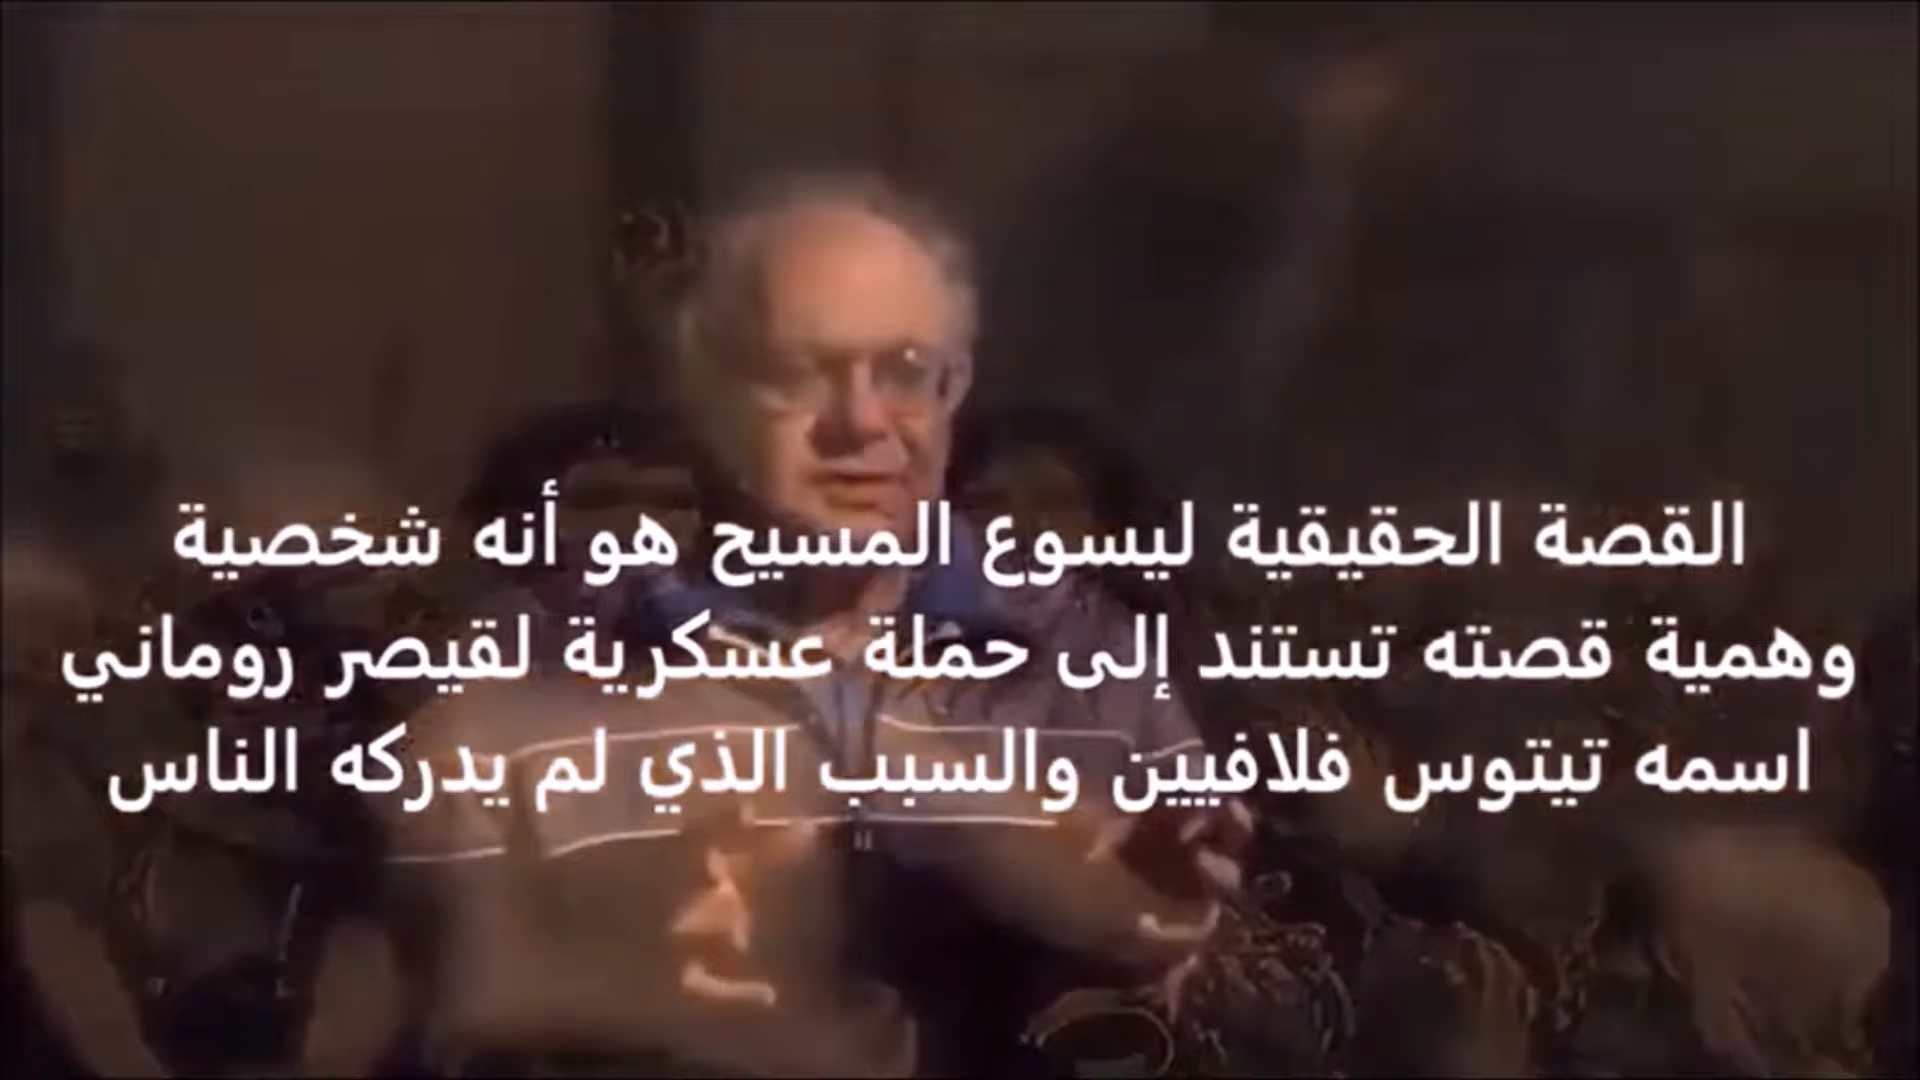 القصة الحقيقية ليسوع المسيح هو أنه شخصية
وهمية قصته تستند إلى حملة عسكرية لقيصر روماني
اسمه تيتوس فلافيين والسبب الذي لم يدركه الناس